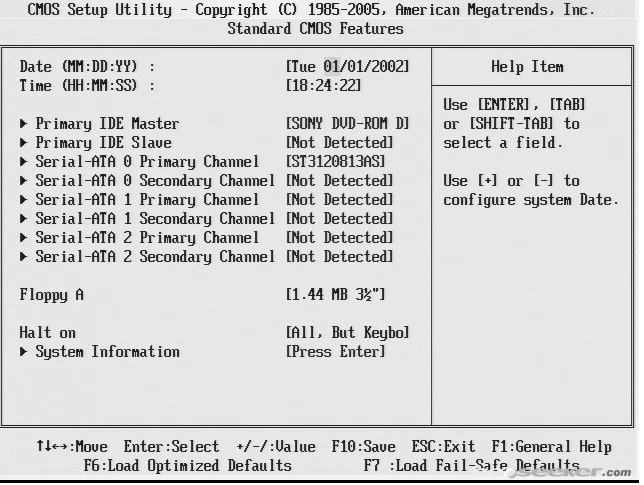 CMOS Setup Utility - Copyright (C) 1985-2005, American Megatrends, Inc.
Standard CMOS Features
Date (MM:DD:YY) : [Tue 01/01/2002]
Time (HH:MM:SS) : [18:24:22]
▶ Primary IDE Master [SONY DVD-ROM D]
▶ Primary IDE Slave [Not Detected]
▶ Serial-ATA 0 Primary Channel [ST3120813AS]
▶ Serial-ATA 0 Secondary Channel [Not Detected]
▶ Serial-ATA 1 Primary Channel [Not Detected]
▶ Serial-ATA 1 Secondary Channel [Not Detected]
▶ Serial-ATA 2 Primary Channel [Not Detected]
▶ Serial-ATA 2 Secondary Channel [Not Detected]
Floppy A [1.44 MB 3½"]
Halt on [All, But Keybo]
▶ System Information [Press Enter]
Help Item
Use [ENTER], [TAB]
or [SHIFT-TAB] to
select a field.
Use [+] or [-] to
configure system Date.
↑↓←→:Move Enter:Select +/-/:Value F10:Save ESC:Exit F1:General Help
F6:Load Optimized Defaults F7 :Load Fail-Safe Defaults